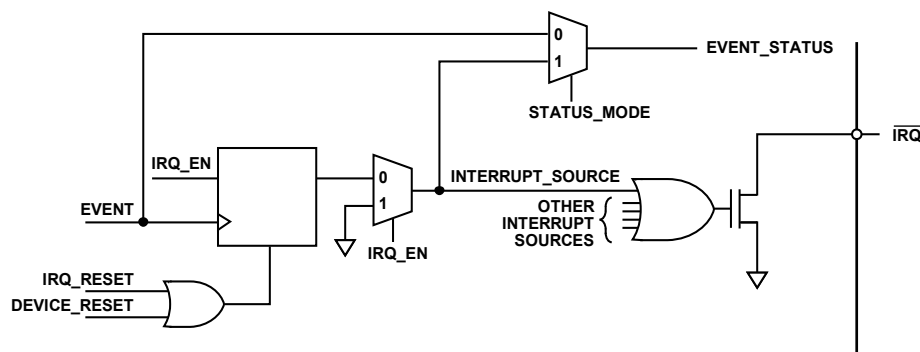 0
EVENT_STATUS
1
STATUS_MODE
IRQ
IRQ_EN
0
INTERRUPT_SOURCE
1
OTHER
INTERRUPT
SOURCES
EVENT
IRQ_EN
IRQ_RESET
DEVICE_RESET